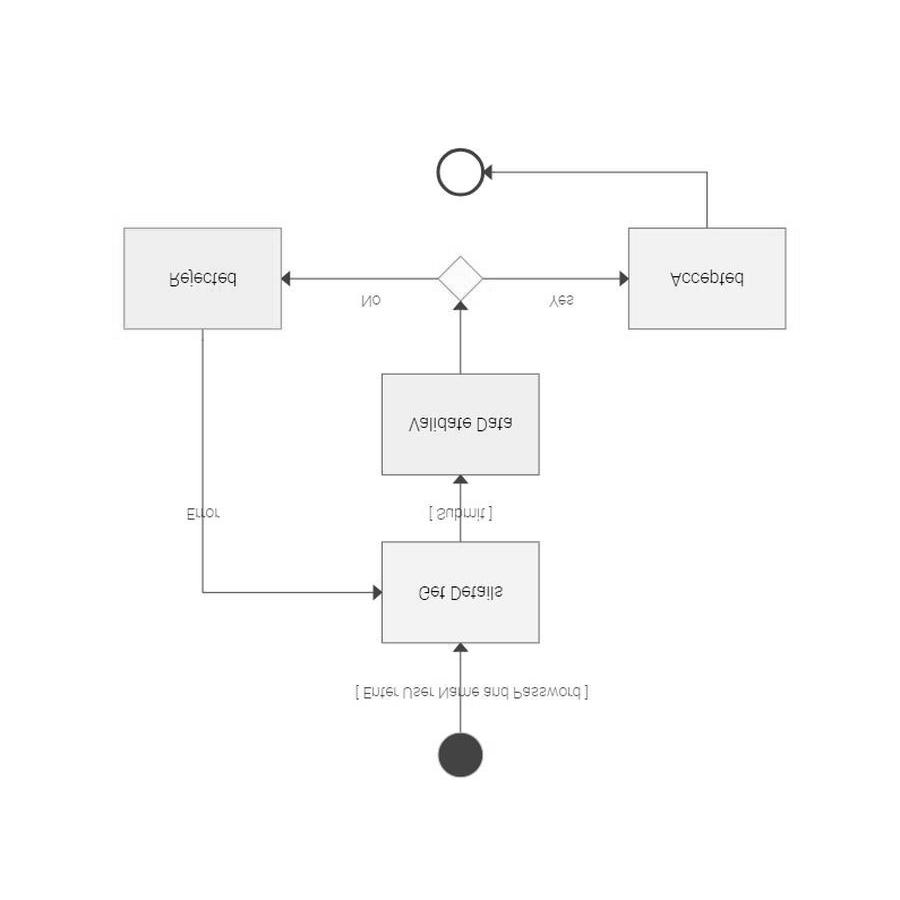 [ Enter User Name and Password ]
Get Details
[ Submit ]
Error
Validate Data
No
Yes
Rejected
Accepted